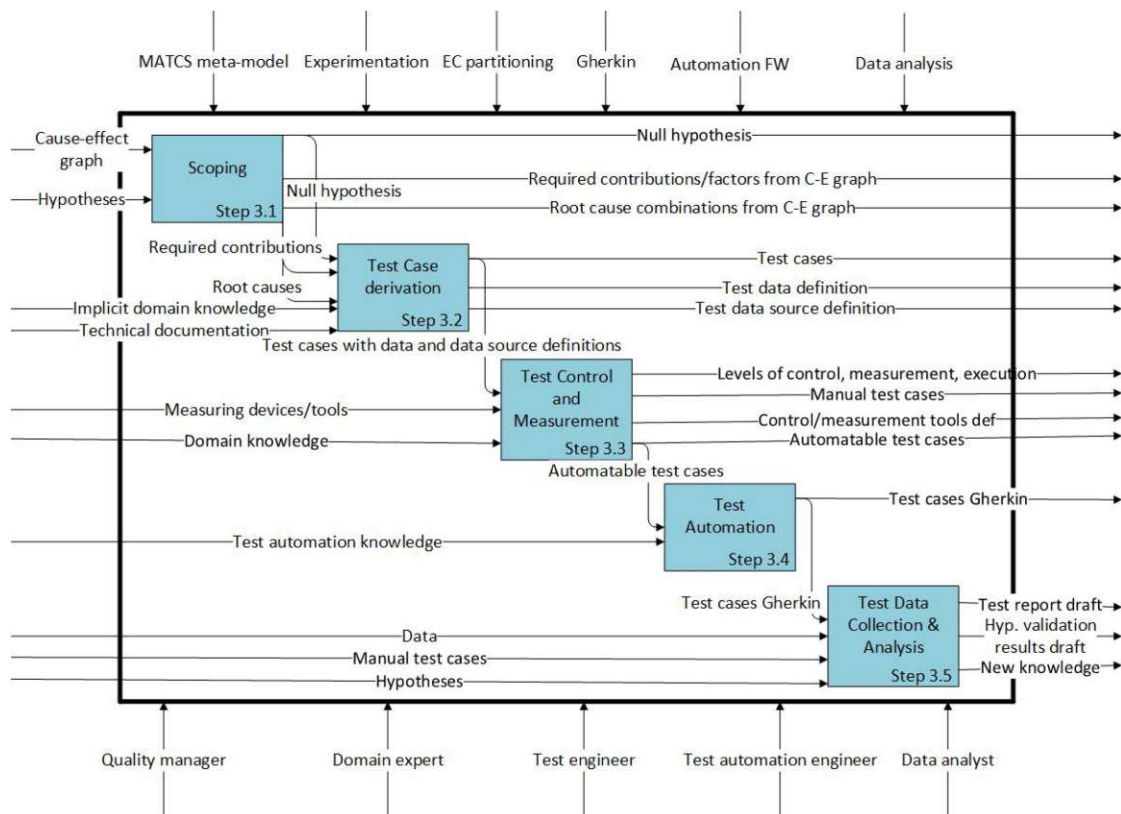 MATCS meta-model
Experimentation
EC partitioning
Gherkin
Automation FW
Data analysis
Cause-effect
graph
Hypotheses
Scoping
Step 3.1
Null hypothesis
Null hypothesis
Required contributions/factors from C-E graph
Root cause combinations from C-E graph
Required contributions
Root causes
Implicit domain knowledge
Technical documentation
Test Case
derivation
Step 3.2
Test cases
Test data definition
Test data source definition
Test cases with data and data source definitions
Measuring devices/tools
Domain knowledge
Test Control
and
Measurement
Step 3.3
Levels of control, measurement, execution
Manual test cases
Control/measurement tools def
Automatable test cases
Automatable test cases
Test automation knowledge
Test
Automation
Step 3.4
Test cases Gherkin
Test cases Gherkin
Data
Manual test cases
Hypotheses
Test Data
Collection &
Analysis
Step 3.5
Test report draft
Hyp. validation
results draft
New knowledge
Quality manager
Domain expert
Test engineer
Test automation engineer
Data analyst